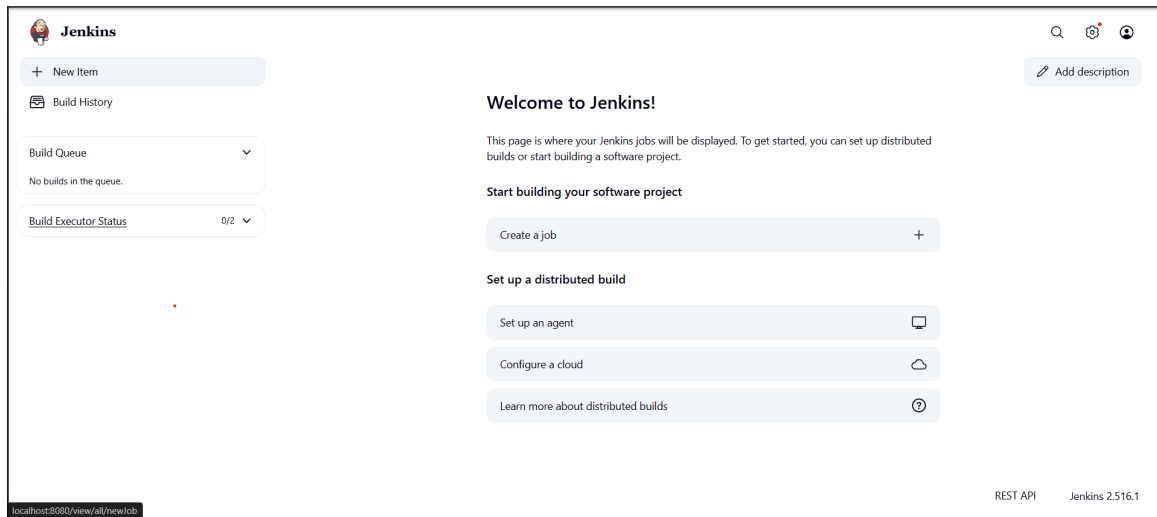 Jenkins
New Item
Add description
Build History
Welcome to Jenkins!
This page is where your Jenkins jobs will be displayed. To get started, you can set up distributed
builds or start building a software project.
Build Queue
No builds in the queue.
Start building your software project
Build Executor Status 0/2
Create a job
Set up a distributed build
Set up an agent
Configure a cloud
Learn more about distributed builds
REST API Jenkins 2.516.1
localhost:8080/view/all/newJob